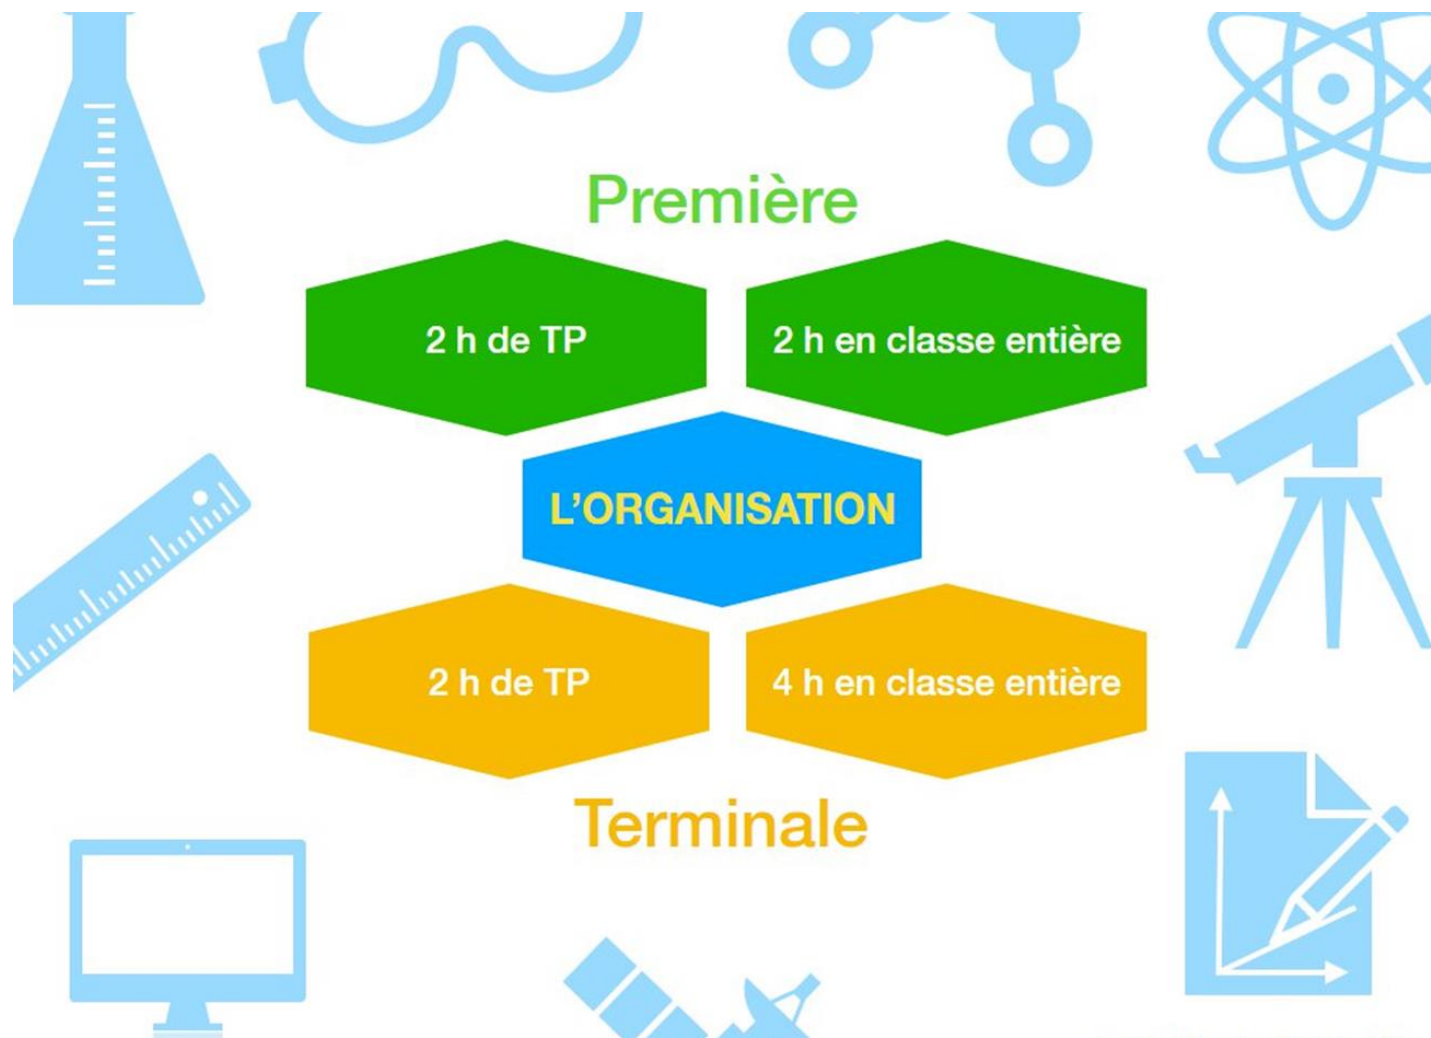 Première
2 h de TP
2 h en classe entière
L’ORGANISATION
2 h de TP
4 h en classe entière
Terminale